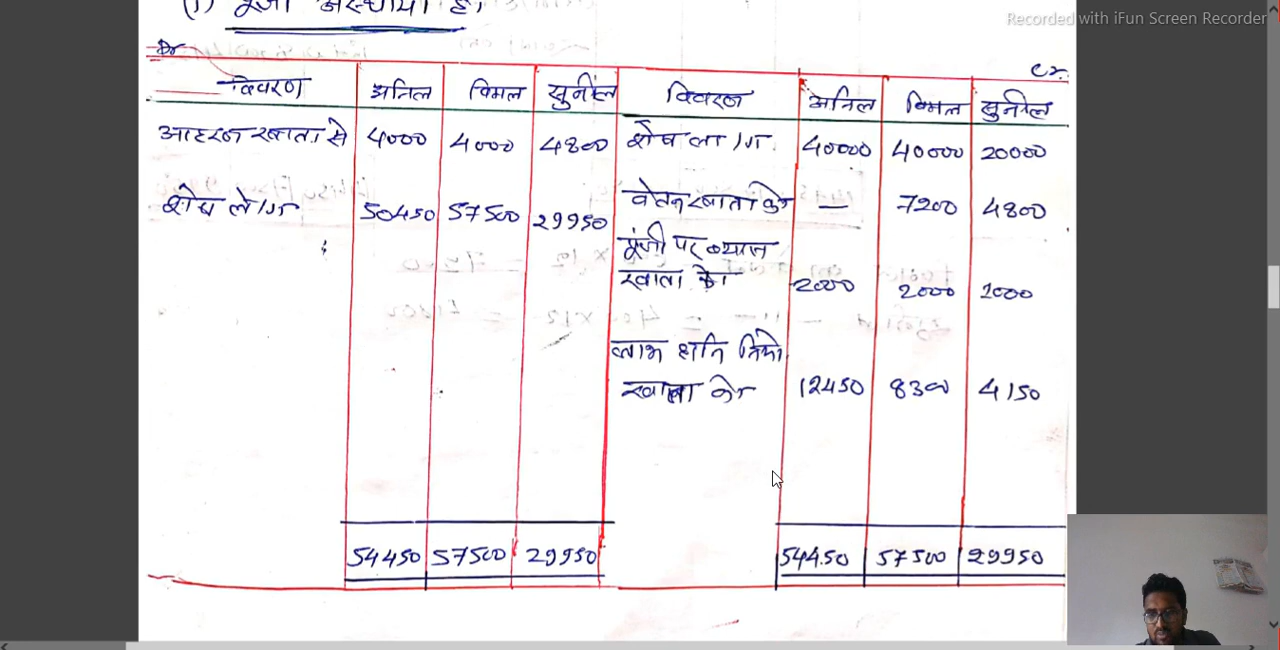 (i) पूंजी अस्थायी है।
Recorded with iFun Screen Recorder
Dr Cr.
विवरण अनिल विमल सुनील विवरण अनिल विमल सुनील
आहरण खाता से 4000 4000 4800 शेष ला/ग. 40000 40000 20000
शेष ले/ग 50450 57500 29950 वेतन खाता के — 7200 4800
पूंजी पर ब्याज
खाता के 2000 2000 1000
लाभ हानि नियो.
खाता के 12450 8300 4150
54450 57500 29950 54450 57500 29950